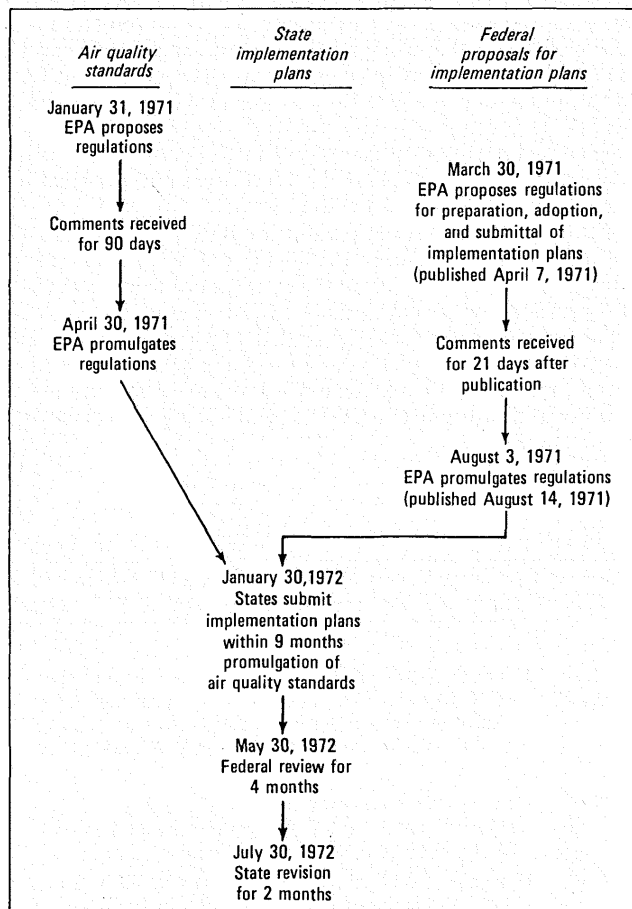 Air quality
standards
State
implementation
plans
Federal
proposals for
implementation plans
January 31, 1971
EPA proposes
regulations
Comments received
for 90 days
April 30, 1971
EPA promulgates
regulations
March 30, 1971
EPA proposes regulations
for preparation, adoption,
and submittal of
implementation plans
(published April 7, 1971)
Comments received
for 21 days after
publication
August 3, 1971
EPA promulgates regulations
(published August 14, 1971)
January 30,1972
States submit
implementation plans
within 9 months
promulgation of
air quality standards
May 30, 1972
Federal review for
4 months
July 30, 1972
State revision
for 2 months